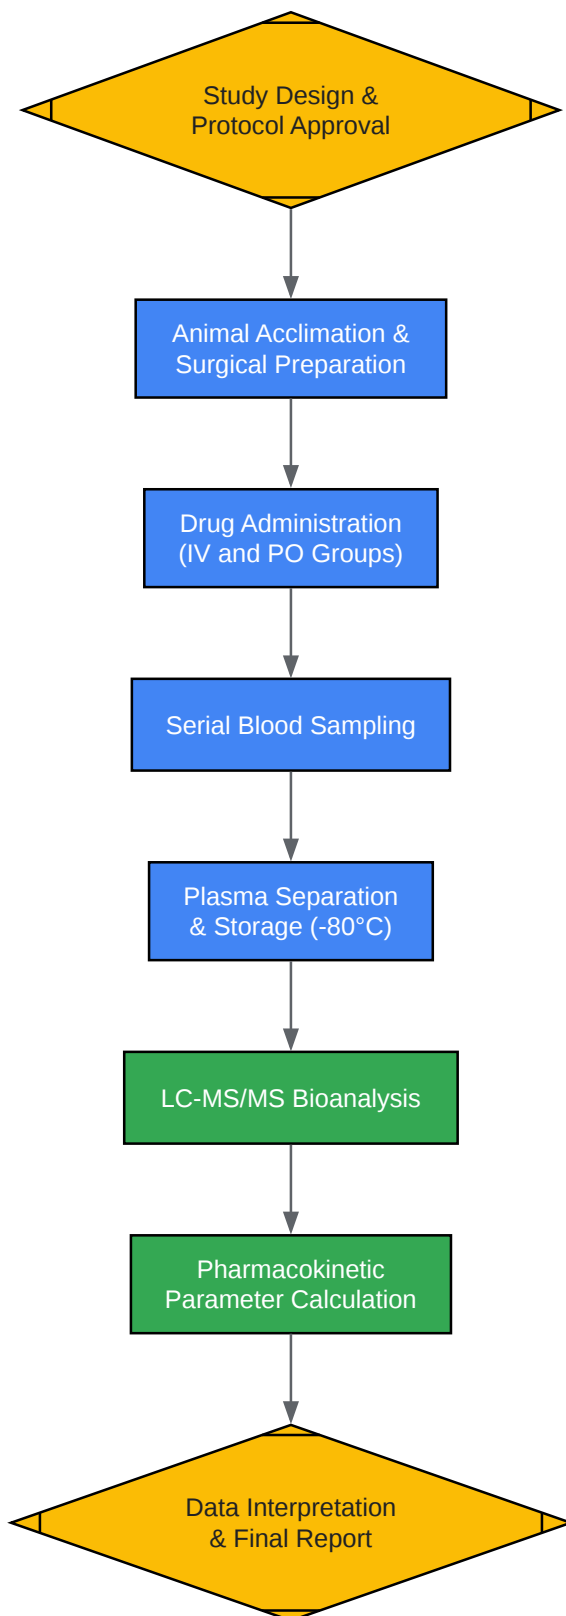 Study Design &
Protocol Approval
Animal Acclimation &
Surgical Preparation
Drug Administration
(IV and PO Groups)
Serial Blood Sampling
Plasma Separation
& Storage (-80°C)
LC-MS/MS Bioanalysis
Pharmacokinetic
Parameter Calculation
Data Interpretation
& Final Report